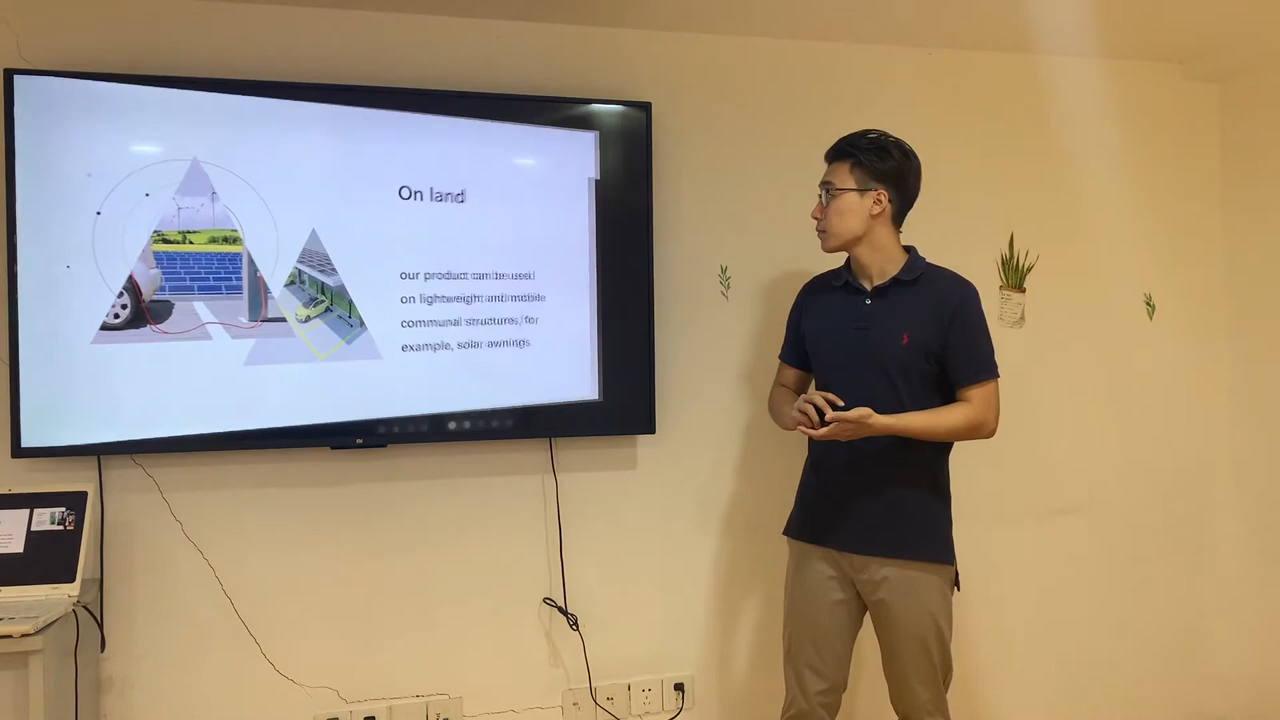 On land
our product can be used
on lightweight and mobile
communal structures, for
example, solar awnings